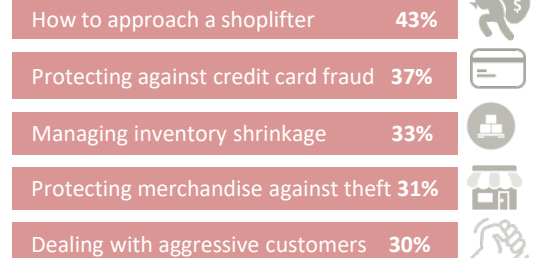 How to approach a shoplifter 43%
$
Protecting against credit card fraud 37%
Managing inventory shrinkage 33%
Protecting merchandise against theft 31%
Dealing with aggressive customers 30%